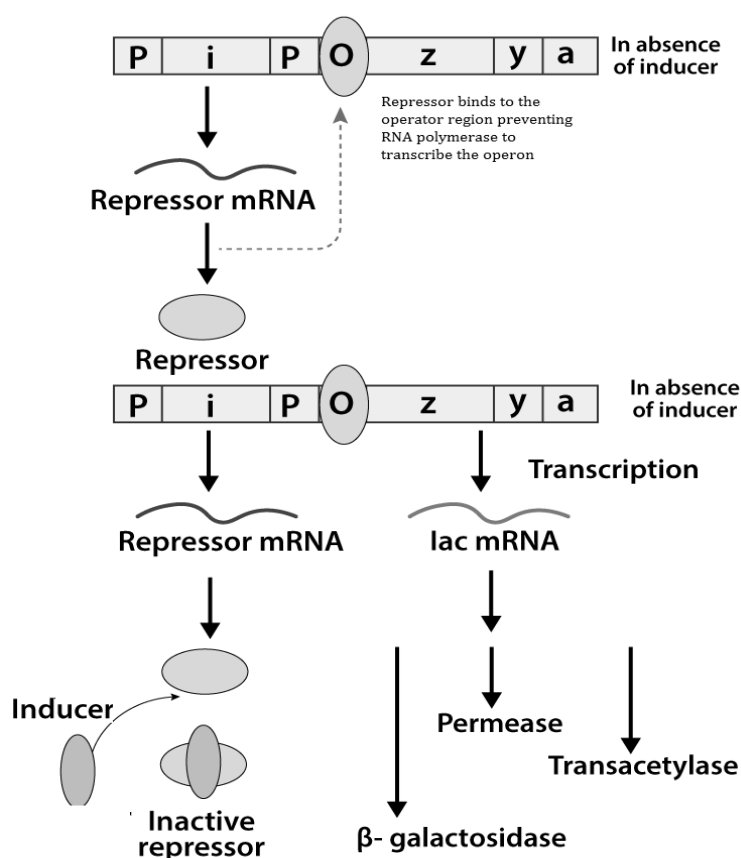 P i P O z y a
In absence
of inducer
Repressor binds to the
operator region preventing
RNA polymerase to
transcribe the operon
Repressor mRNA
Repressor
P i P O z y a
In absence
of inducer
Transcription
Repressor mRNA
lac mRNA
Inducer
Permease
Transacetylase
Inactive
repressor
β- galactosidase